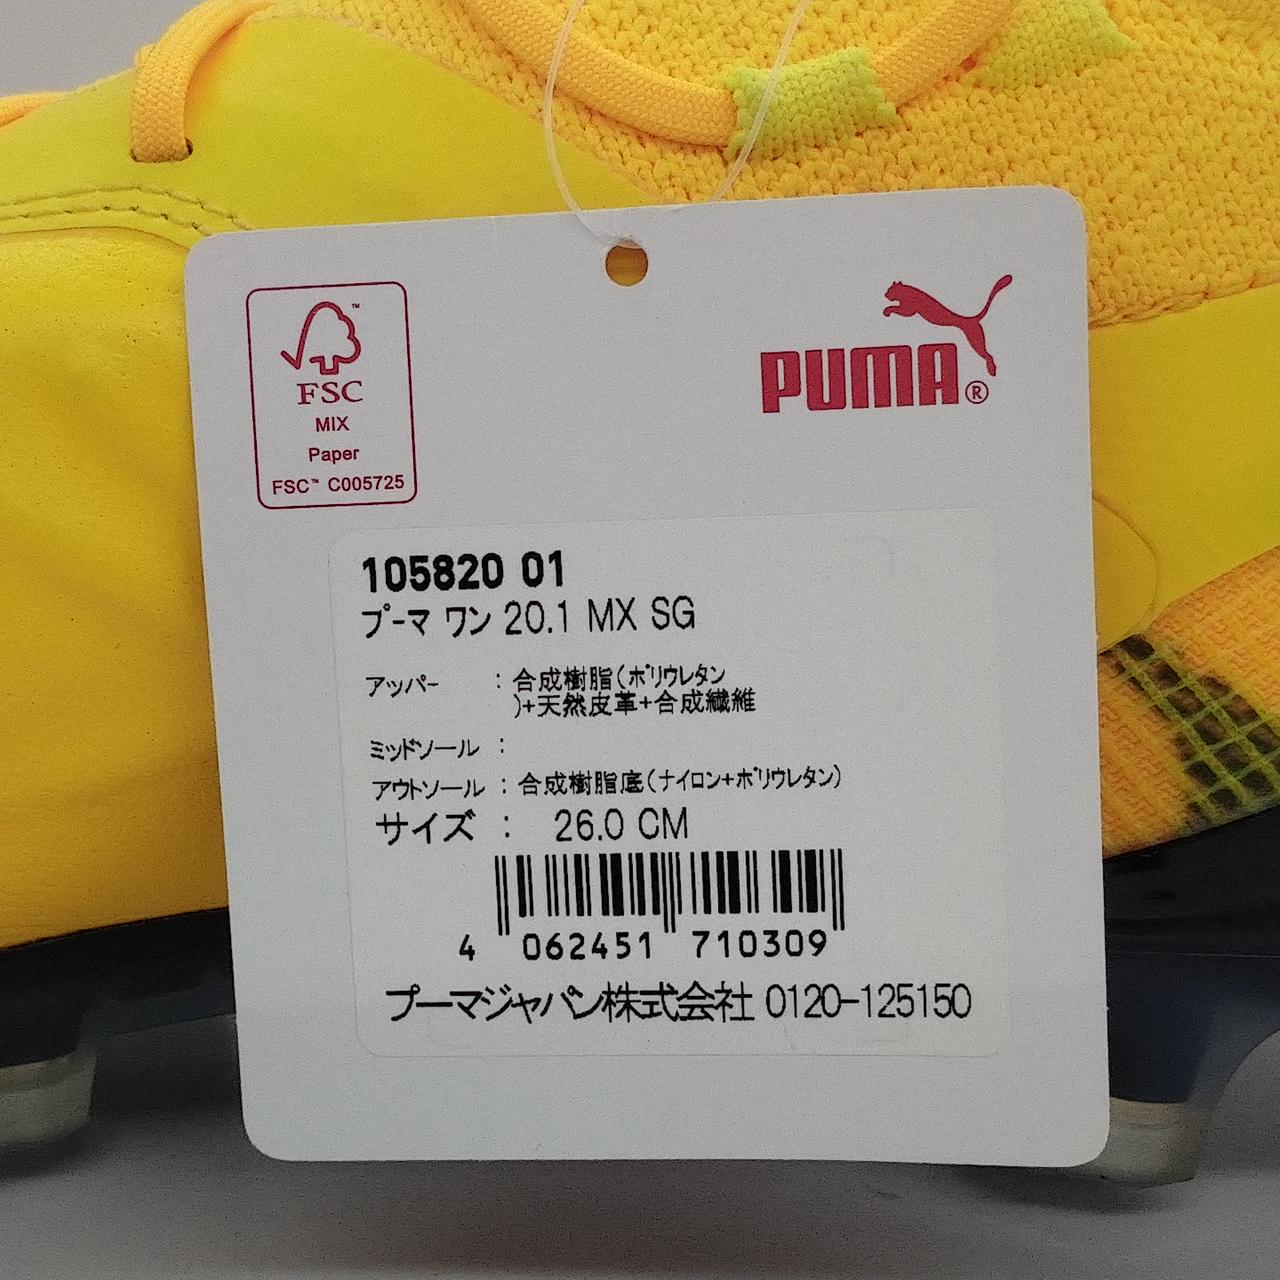 FSC™
MIX
Paper
FSC™ C005725
PUMA®
105820 01
プーマ ワン 20.1 MX SG
アッパー : 合成樹脂(ポリウレタン
)+天然皮革+合成繊維
ミッドソール :
アウトソール : 合成樹脂底(ナイロン+ポリウレタン)
サイズ : 26.0 CM
4 062451 710309
プーマジャパン株式会社 0120-125150